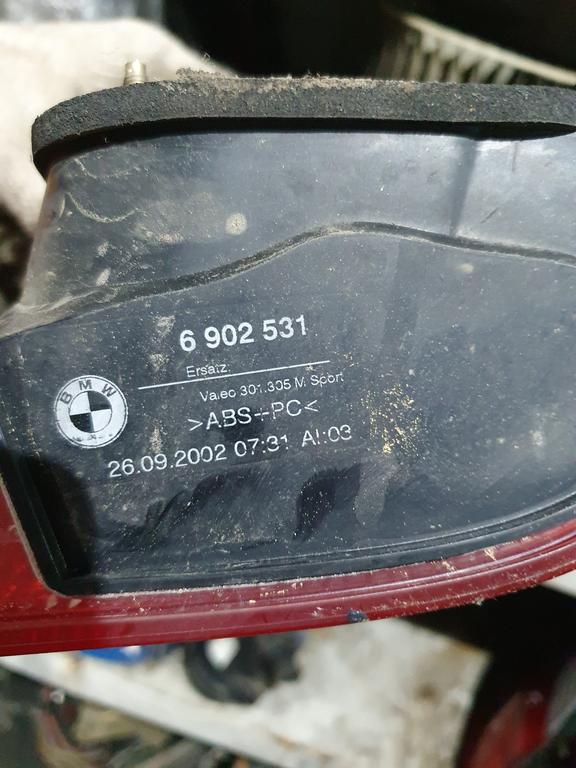 6 902 531
Ersatz:
Valeo 301.305 M Sport
BMW
>ABS+PC<
26.09.2002 07:31 AI:03